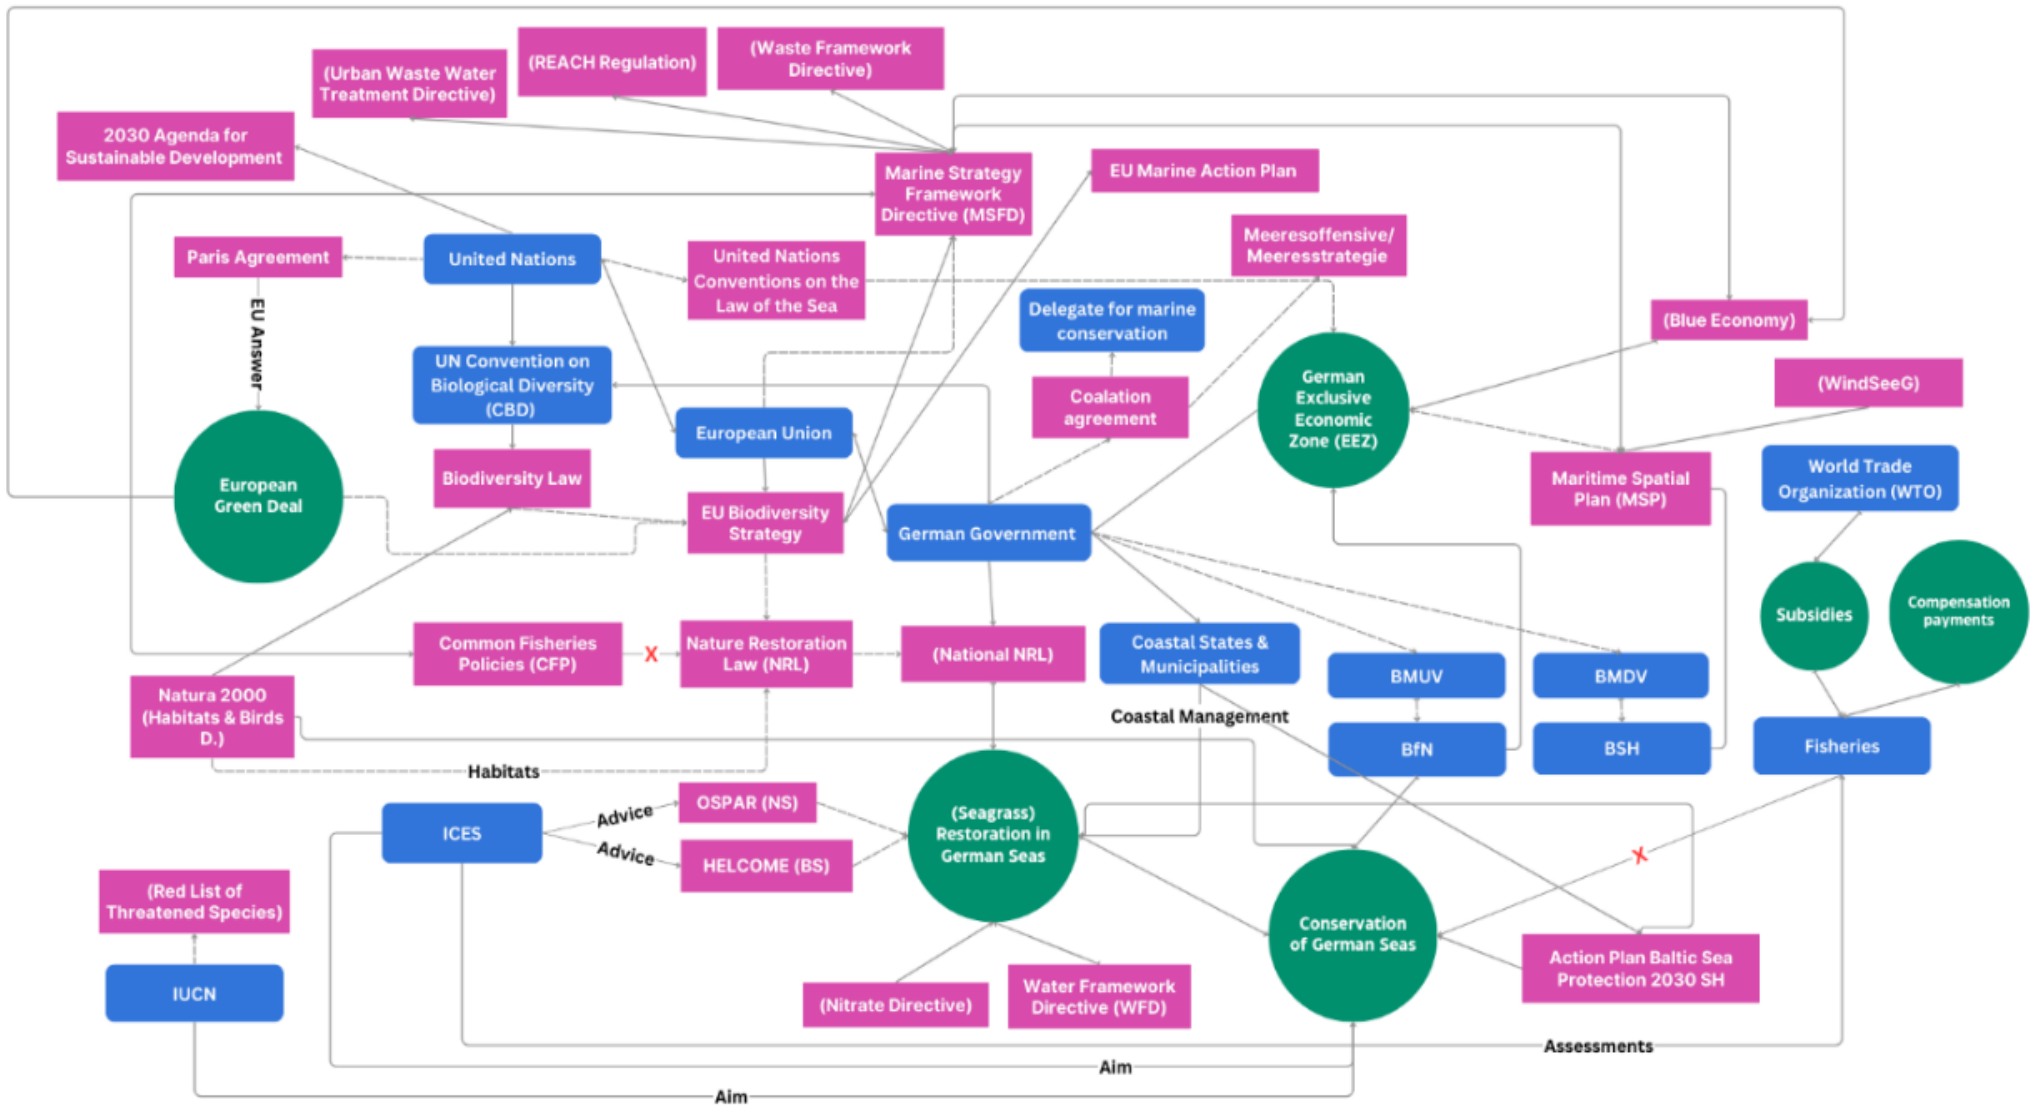 (Waste Framework
Directive)
(REACH Regulation)
(Urban Waste Water
Treatment Directive)
2030 Agenda for
Sustainable Development
Marine Strategy
Framework
Directive (MSFD)
EU Marine Action Plan
Meeresoffensive/
Meeresstrategie
Paris Agreement
United Nations
United Nations
Conventions on the
Law of the Sea
Delegate for marine
conservation
(Blue Economy)
EU Answer
UN Convention on
Biological Diversity
(CBD)
Coalation
agreement
German
Exclusive
Economic
Zone (EEZ)
(WindSeeG)
European Union
European
Green Deal
Biodiversity Law
EU Biodiversity
Strategy
German Government
Maritime Spatial
Plan (MSP)
World Trade
Organization (WTO)
Subsidies
Compensation
payments
Common Fisheries
Policies (CFP)
X
Nature Restoration
Law (NRL)
(National NRL)
Coastal States &
Municipalities
BMUV
BMDV
Natura 2000
(Habitats & Birds
D.)
Coastal Management
BfN
BSH
Fisheries
Habitats
ICES
Advice
OSPAR (NS)
Advice
HELCOME (BS)
(Seagrass)
Restoration in
German Seas
X
(Red List of
Threatened Species)
Conservation
of German Seas
Action Plan Baltic Sea
Protection 2030 SH
IUCN
(Nitrate Directive)
Water Framework
Directive (WFD)
Assessments
Aim
Aim